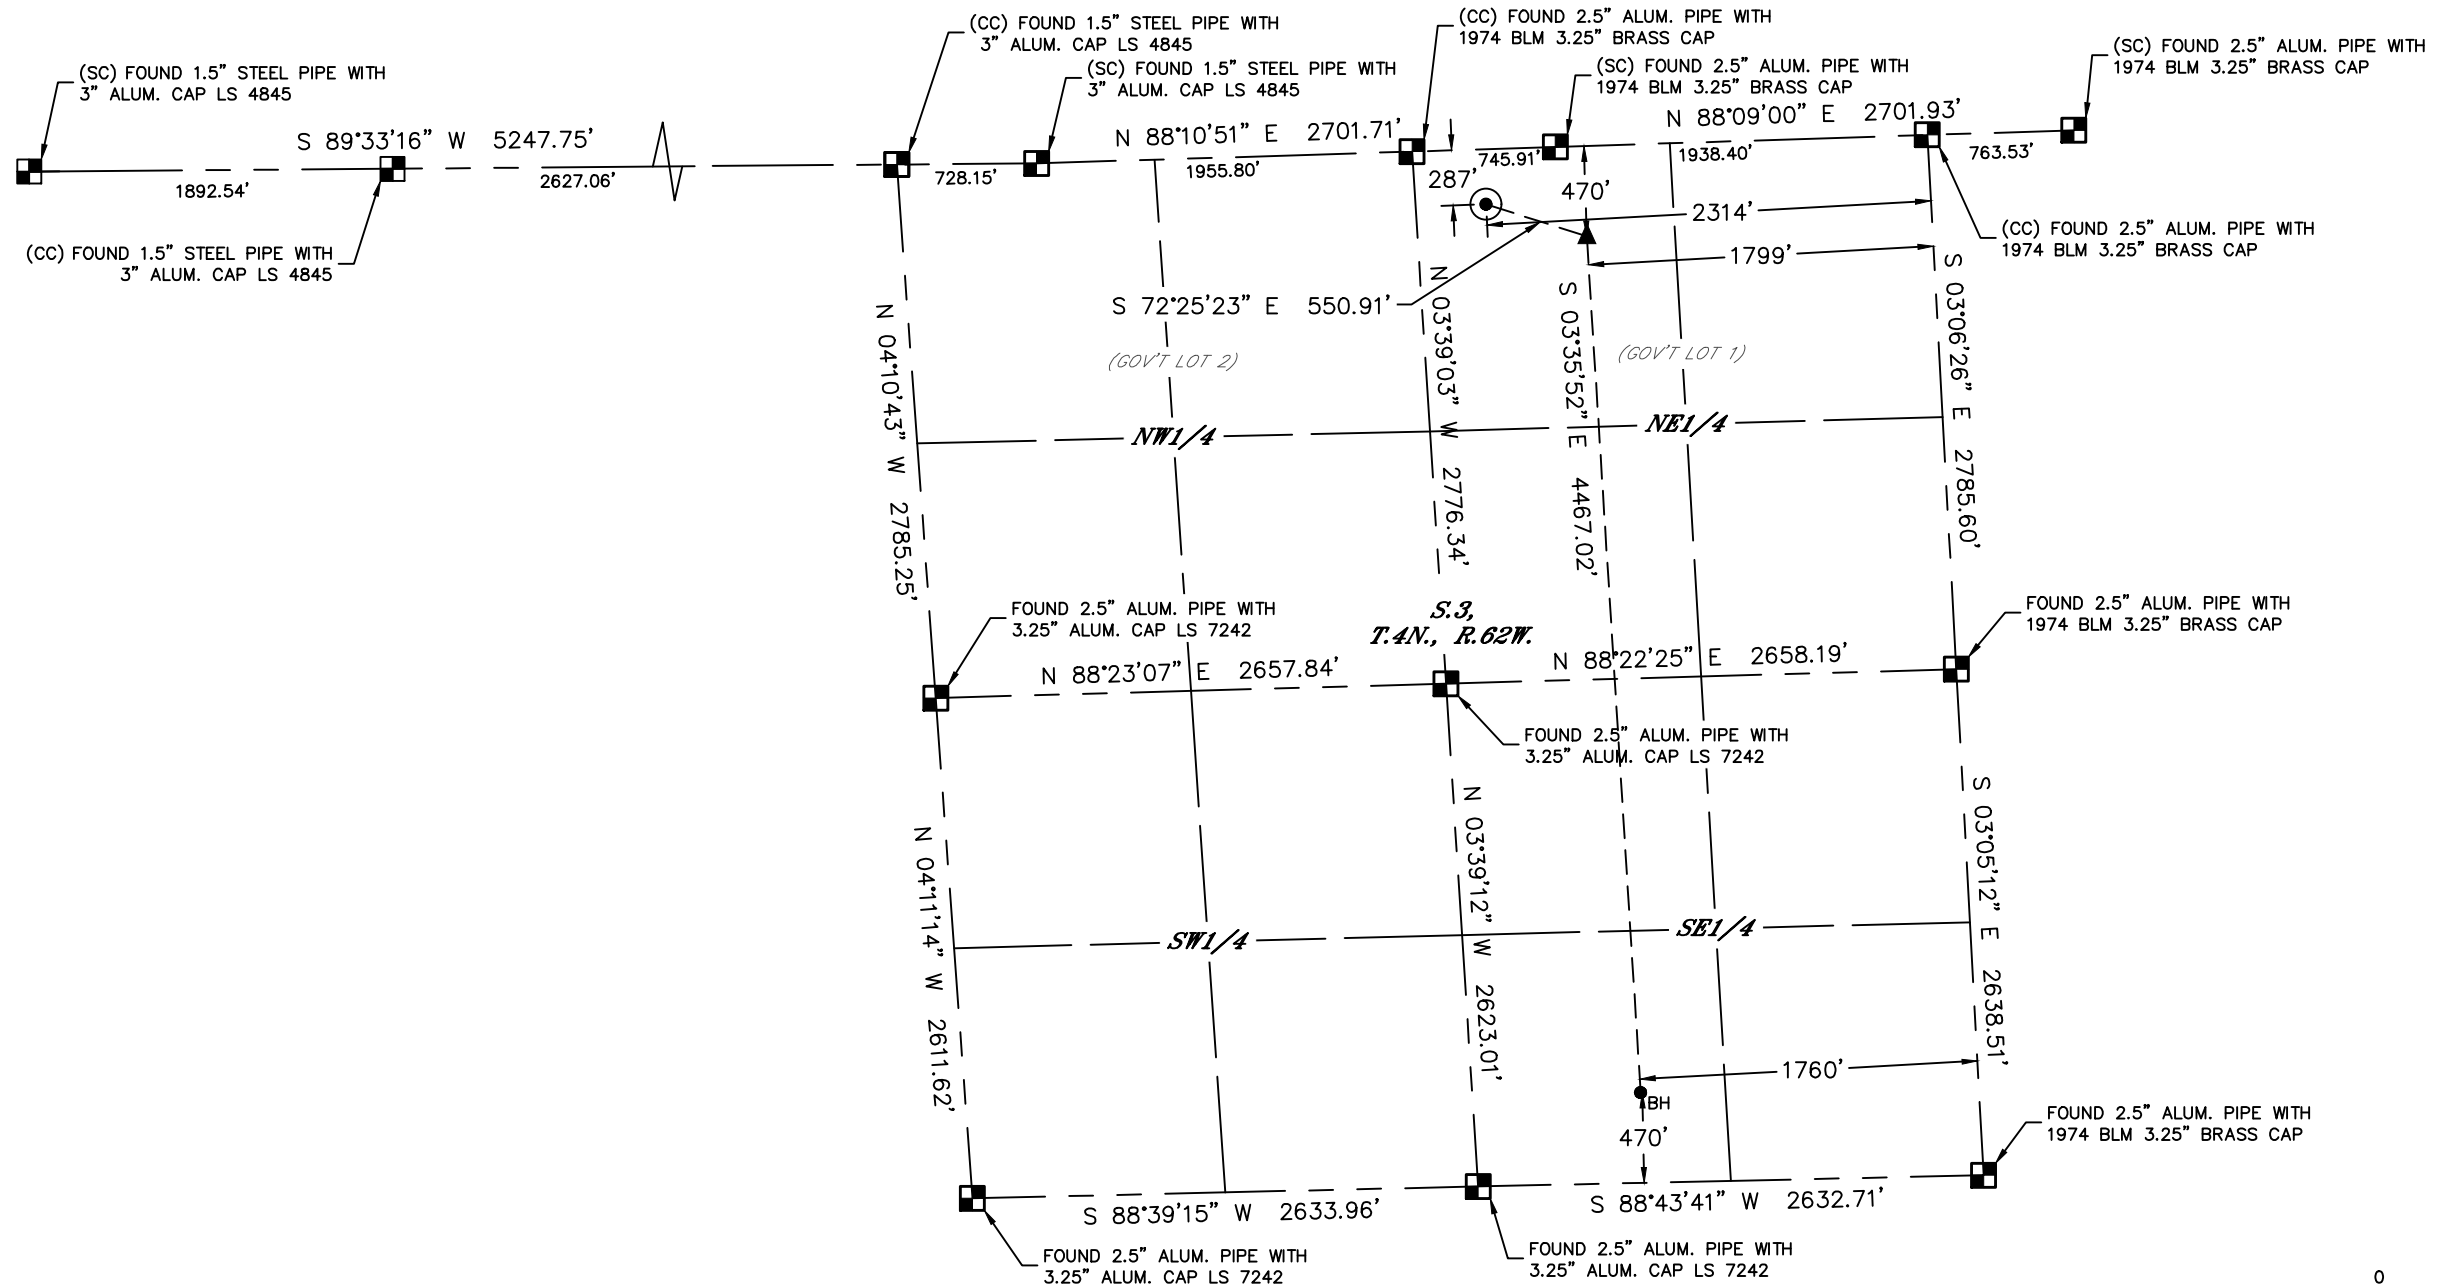 (CC) FOUND 1.5" STEEL PIPE WITH
3" ALUM. CAP LS 4845
(CC) FOUND 2.5" ALUM. PIPE WITH
1974 BLM 3.25" BRASS CAP
(SC) FOUND 2.5" ALUM. PIPE WITH
1974 BLM 3.25" BRASS CAP
(SC) FOUND 1.5" STEEL PIPE WITH
3" ALUM. CAP LS 4845
(SC) FOUND 1.5" STEEL PIPE WITH
3" ALUM. CAP LS 4845
(SC) FOUND 2.5" ALUM. PIPE WITH
1974 BLM 3.25" BRASS CAP
S 89°33'16" W 5247.75'
N 88°10'51" E 2701.71'
N 88°09'00" E 2701.93'
1892.54'
2627.06'
728.15'
1955.80'
745.91'
1938.40'
763.53'
287'
470'
2314'
1799'
(CC) FOUND 1.5" STEEL PIPE WITH
3" ALUM. CAP LS 4845
(CC) FOUND 2.5" ALUM. PIPE WITH
1974 BLM 3.25" BRASS CAP
S 72°25'23" E 550.91'
N 04°10'43" W 2785.25'
N 03°39'03" W 2776.34'
S 03°35'52" E 4467.02'
S 03°06'26" E 2785.60'
(GOV'T LOT 2)
(GOV'T LOT 1)
NW1/4
NE1/4
FOUND 2.5" ALUM. PIPE WITH
3.25" ALUM. CAP LS 7242
S.3,
T.4N., R.62W.
FOUND 2.5" ALUM. PIPE WITH
1974 BLM 3.25" BRASS CAP
N 88°23'07" E 2657.84'
N 88°22'25" E 2658.19'
FOUND 2.5" ALUM. PIPE WITH
3.25" ALUM. CAP LS 7242
N 04°11'14" W 2611.62'
N 03°39'12" W 2623.01'
S 03°05'12" E 2638.51'
SW1/4
SE1/4
1760'
BH
470'
FOUND 2.5" ALUM. PIPE WITH
1974 BLM 3.25" BRASS CAP
S 88°39'15" W 2633.96'
S 88°43'41" W 2632.71'
FOUND 2.5" ALUM. PIPE WITH
3.25" ALUM. CAP LS 7242
FOUND 2.5" ALUM. PIPE WITH
3.25" ALUM. CAP LS 7242
0